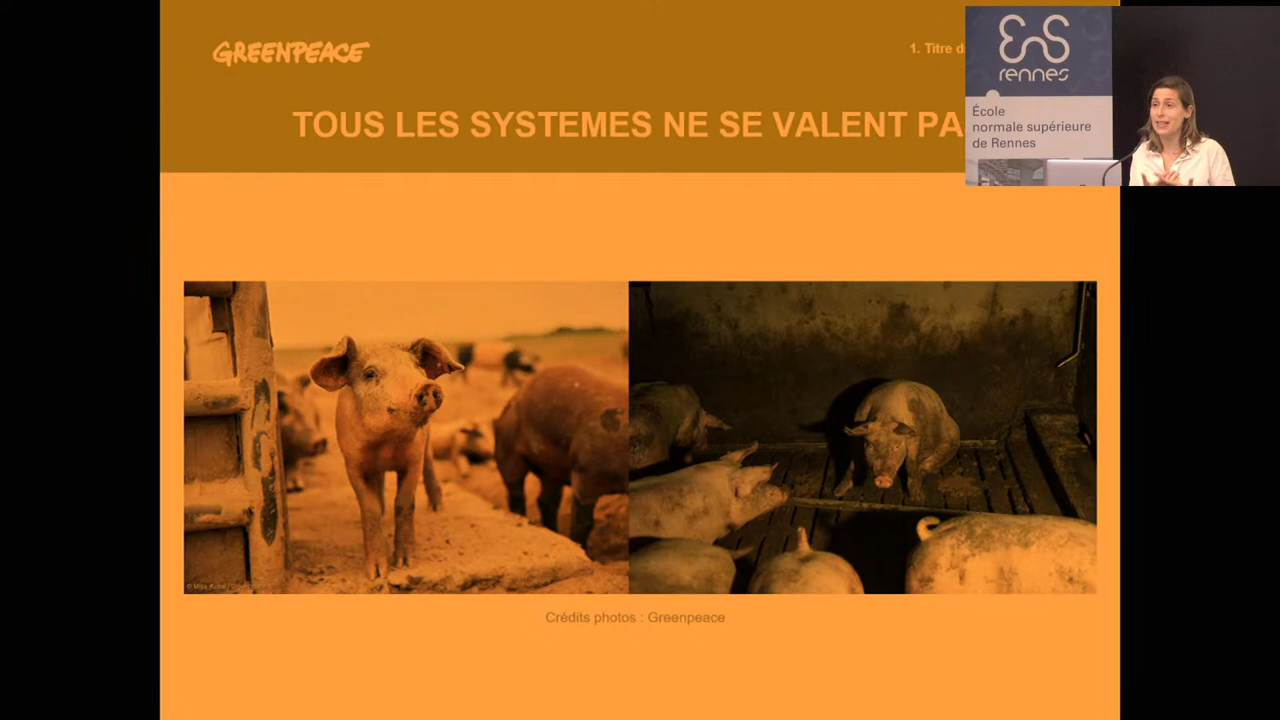 GREENPEACE
1. Titre
TOUS LES SYSTEMES NE SE VALENT PA
ens
rennes
École
normale supérieure
de Rennes
Crédits photos : Greenpeace